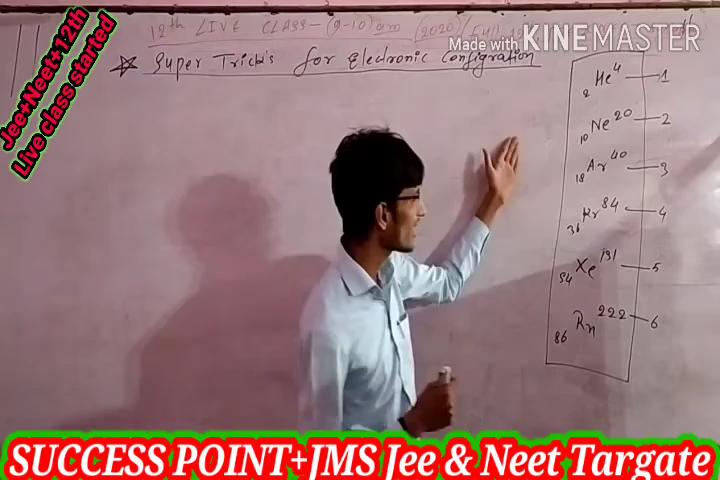 Jee+Neet+12th
Live class started
12th LIVE CLASS-(9-10) am (2020)
Made with KINEMASTER
Super Trick's for Electronic Configration
2He4 — 1
10Ne20 — 2
18Ar40 — 3
36Kr84 — 4
54Xe131 — 5
86Rn222 — 6
SUCCESS POINT+JMS Jee & Neet Targate